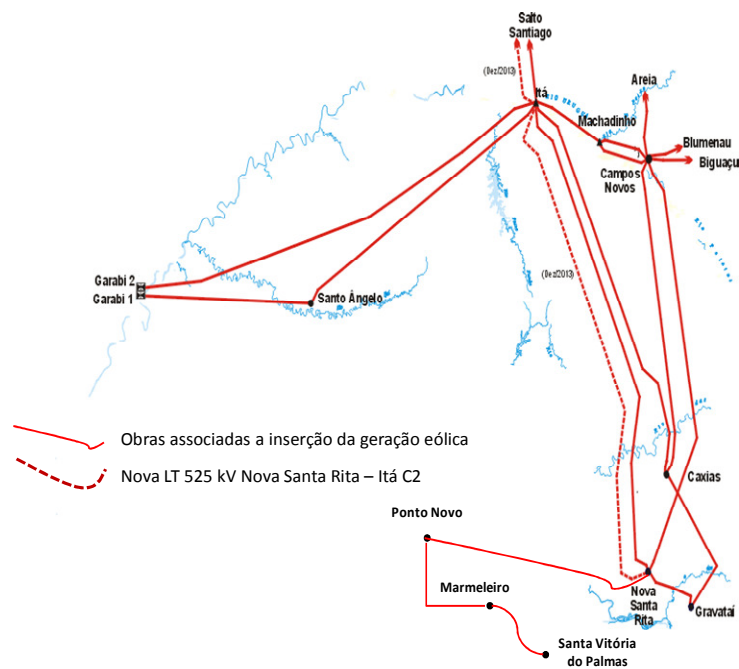 Salto
Santiago
(Dez/2013)
Areia
Itá
Machadinho
Blumenau
Biguaçu
Campos
Novos
(Dez/2013)
Garabi 2
Garabi 1
Santo Ângelo
Obras associadas a inserção da geração eólica
Nova LT 525 kV Nova Santa Rita – Itá C2
Caxias
Ponto Novo
Marmeleiro
Nova
Santa
Rita
Gravataí
Santa Vitória
do Palmas